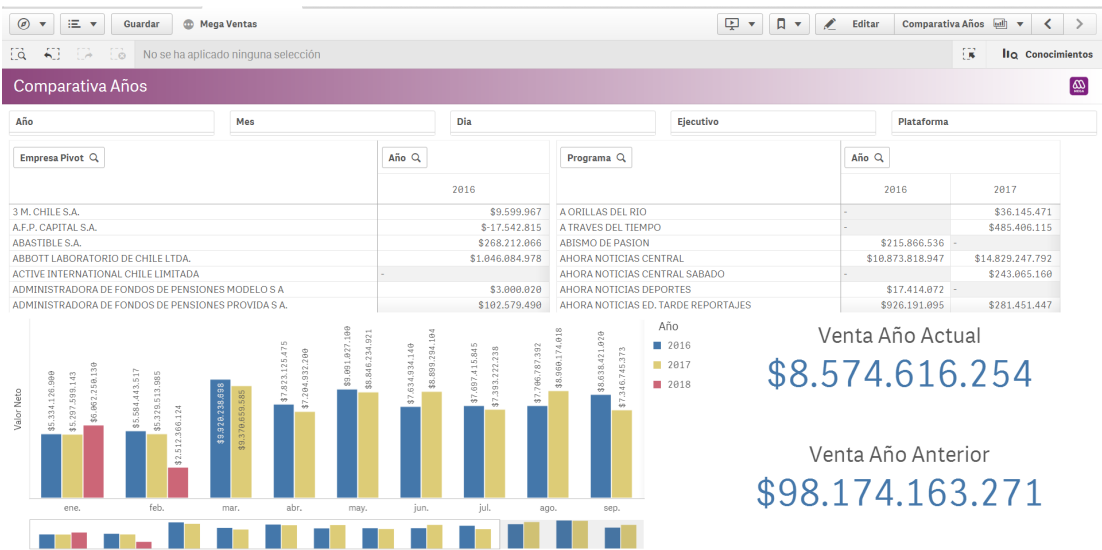 Guardar Mega Ventas Editar Comparativa Años
No se ha aplicado ninguna selección Conocimientos
Comparativa Años
Año Mes Dia Ejecutivo Plataforma
Empresa Pivot Año
2016
3 M. CHILE S.A. $9.599.967
A.F.P. CAPITAL S.A. $-17.542.815
ABASTIBLE S.A. $268.212.066
ABBOTT LABORATORIO DE CHILE LTDA. $1.046.084.978
ACTIVE INTERNATIONAL CHILE LIMITADA -
ADMINISTRADORA DE FONDOS DE PENSIONES MODELO S A $3.000.020
ADMINISTRADORA DE FONDOS DE PENSIONES PROVIDA S A. $102.579.490
Programa Año
2016 2017
A ORILLAS DEL RIO - $36.145.471
A TRAVES DEL TIEMPO - $485.406.115
ABISMO DE PASION $215.866.536 -
AHORA NOTICIAS CENTRAL $10.873.818.947 $14.829.247.792
AHORA NOTICIAS CENTRAL SABADO - $243.065.160
AHORA NOTICIAS DEPORTES $17.414.072 -
AHORA NOTICIAS ED. TARDE REPORTAJES $926.191.095 $281.451.447
Valor Neto
$5.334.126.900
$5.297.599.143
$6.062.250.130
$5.584.443.517
$5.329.513.985
$2.512.366.124
$9.920.238.698
$9.370.659.585
$7.823.125.475
$7.204.932.200
$9.091.027.100
$8.846.234.921
$7.634.934.140
$8.899.294.104
$7.697.415.845
$7.393.222.238
$7.706.787.392
$8.960.174.018
$8.638.421.020
$7.346.745.373
ene. feb. mar. abr. may. jun. jul. ago. sep.
Año
2016
2017
2018
Venta Año Actual
$8.574.616.254
Venta Año Anterior
$98.174.163.271